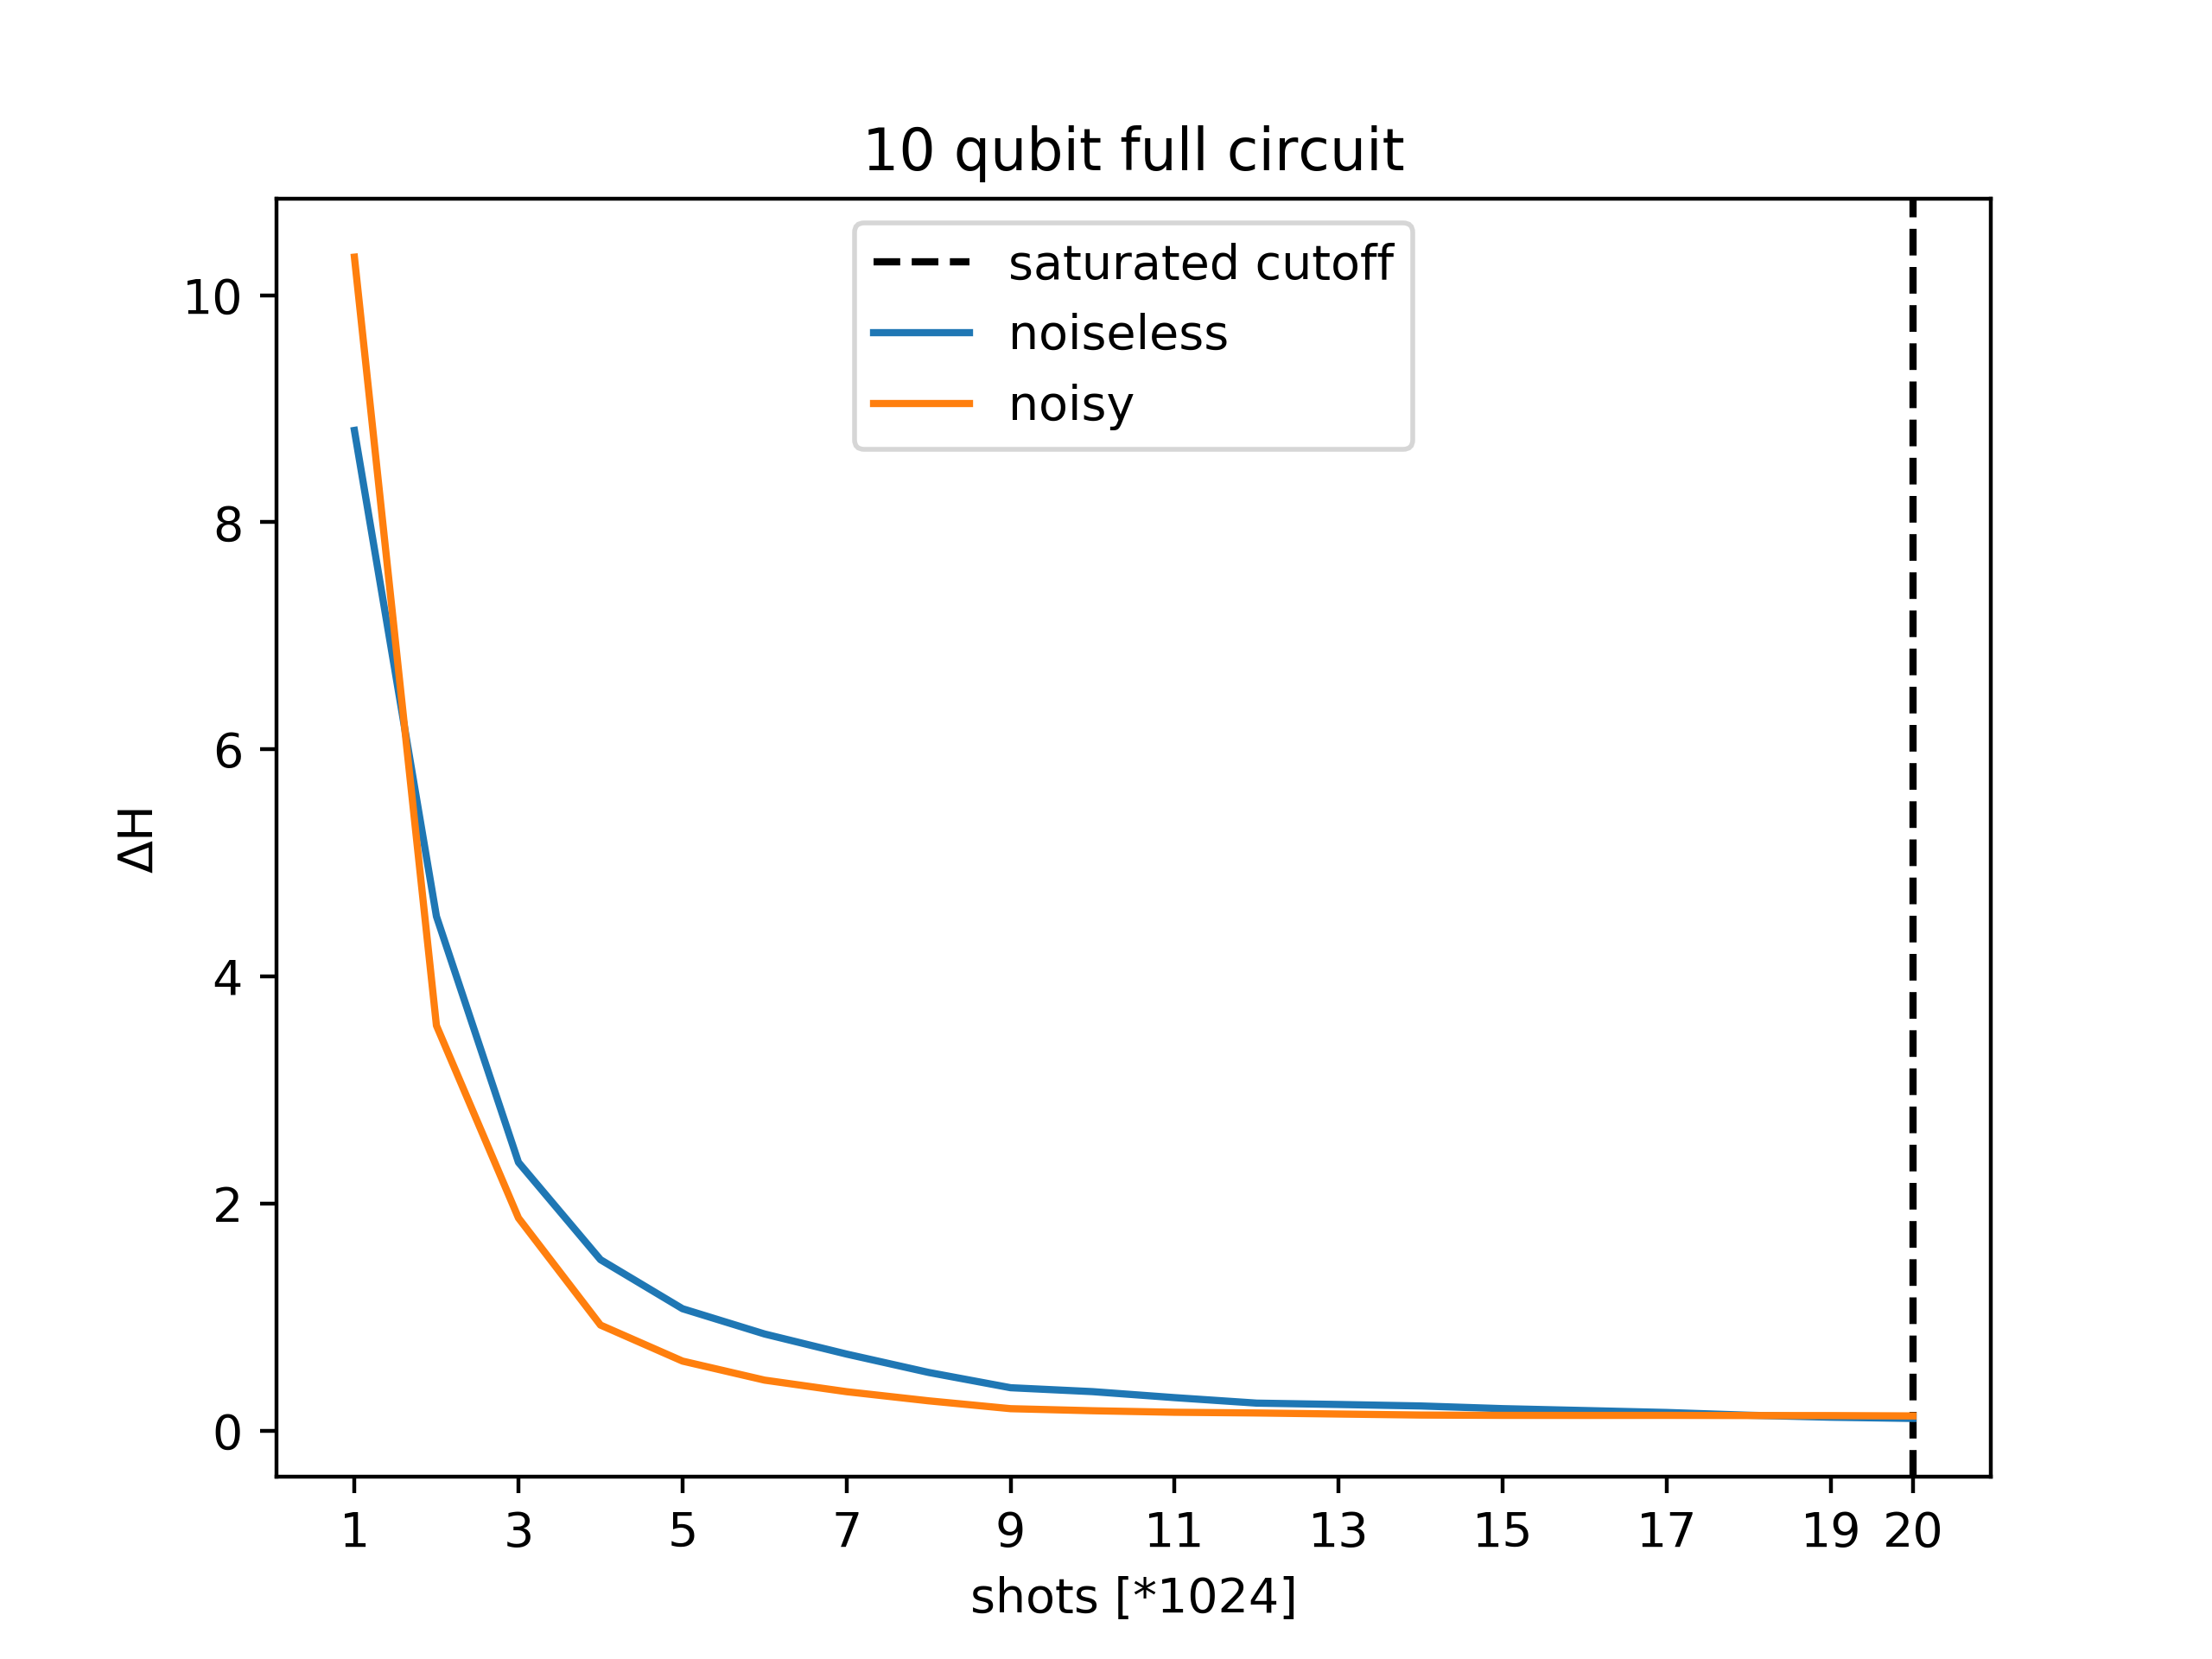 10 qubit full circuit
saturated cutoff
noiseless
noisy
ΔH
10
8
6
4
2
0
1 3 5 7 9 11 13 15 17 19 20
shots [*1024]